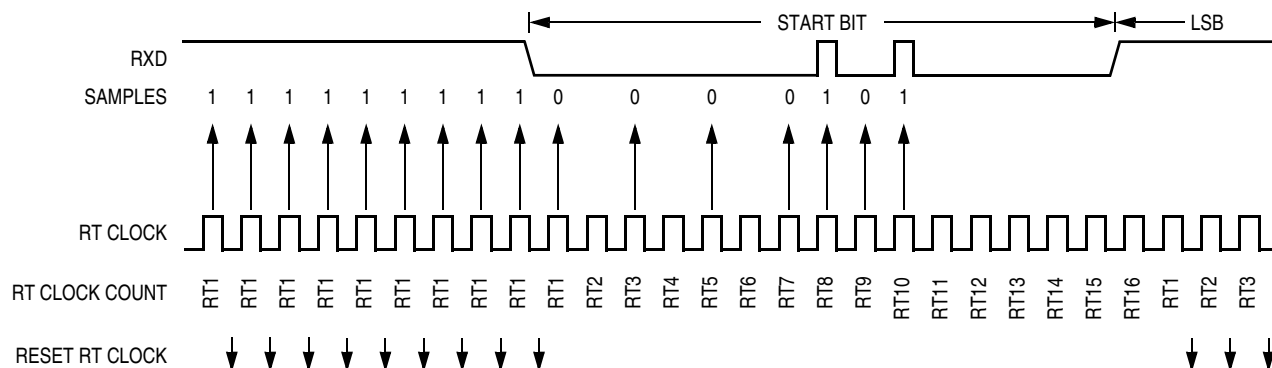 START BIT LSB
RXD
SAMPLES 1 1 1 1 1 1 1 1 1 0 0 0 0 1 0 1
RT CLOCK
RT CLOCK COUNT RT1 RT1 RT1 RT1 RT1 RT1 RT1 RT1 RT1 RT1 RT2 RT3 RT4 RT5 RT6 RT7 RT8 RT9 RT10 RT11 RT12 RT13 RT14 RT15 RT16 RT1 RT2 RT3
RESET RT CLOCK